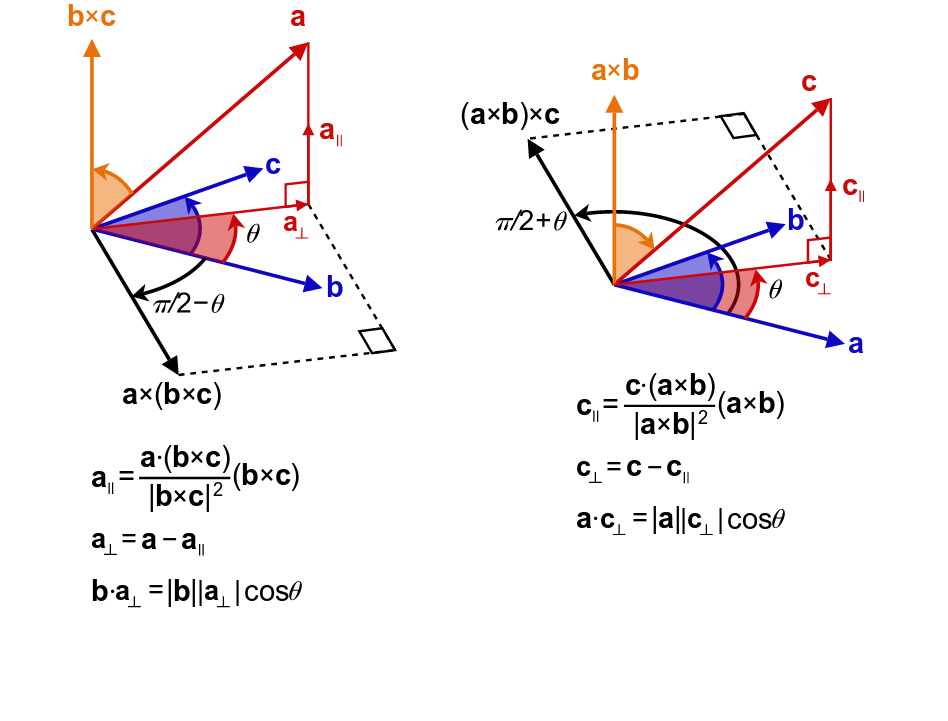 b×c
a
a∥
c
a⊥
θ
b
π/2−θ
a×(b×c)
a∥ = a·(b×c) / |b×c|² (b×c)
a⊥ = a − a∥
b·a⊥ = |b||a⊥|cosθ
a×b
c
(a×b)×c
c∥
π/2+θ
b
c⊥
θ
a
c∥ = c·(a×b) / |a×b|² (a×b)
c⊥ = c − c∥
a·c⊥ = |a||c⊥|cosθ